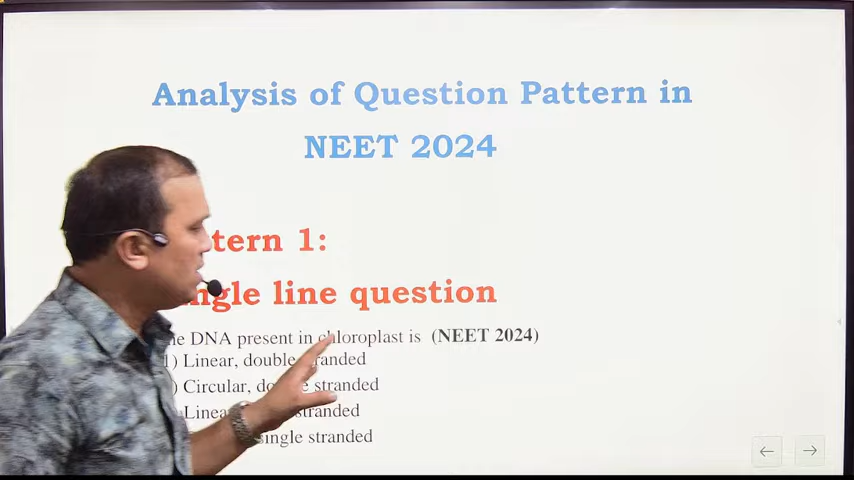 Analysis of Question Pattern in
NEET 2024
tern 1:
ngle line question
he DNA present in chloroplast is (NEET 2024)
1) Linear, double stranded
) Circular, double stranded
Linea stranded
single stranded